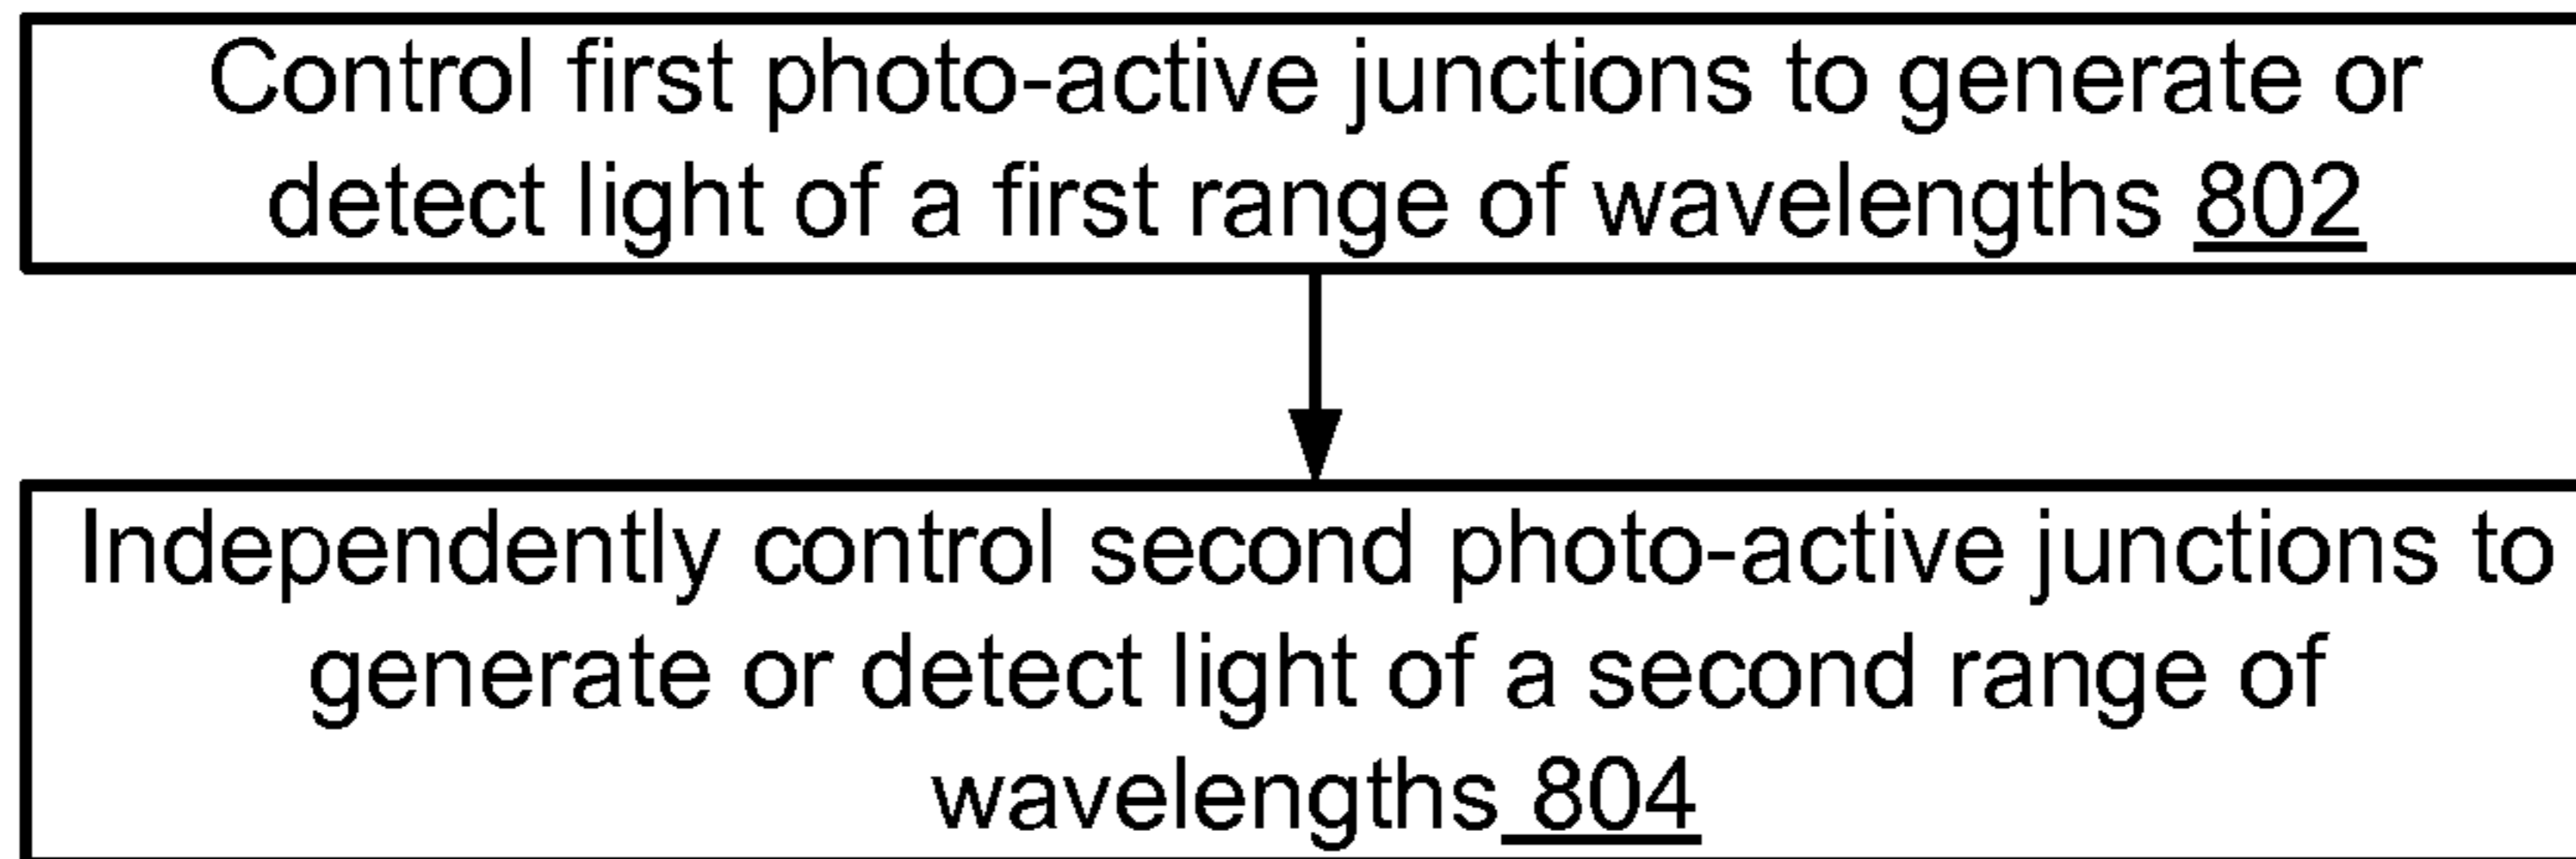 Control first photo-active junctions to generate or
detect light of a first range of wavelengths 802
Independently control second photo-active junctions to
generate or detect light of a second range of
wavelengths 804